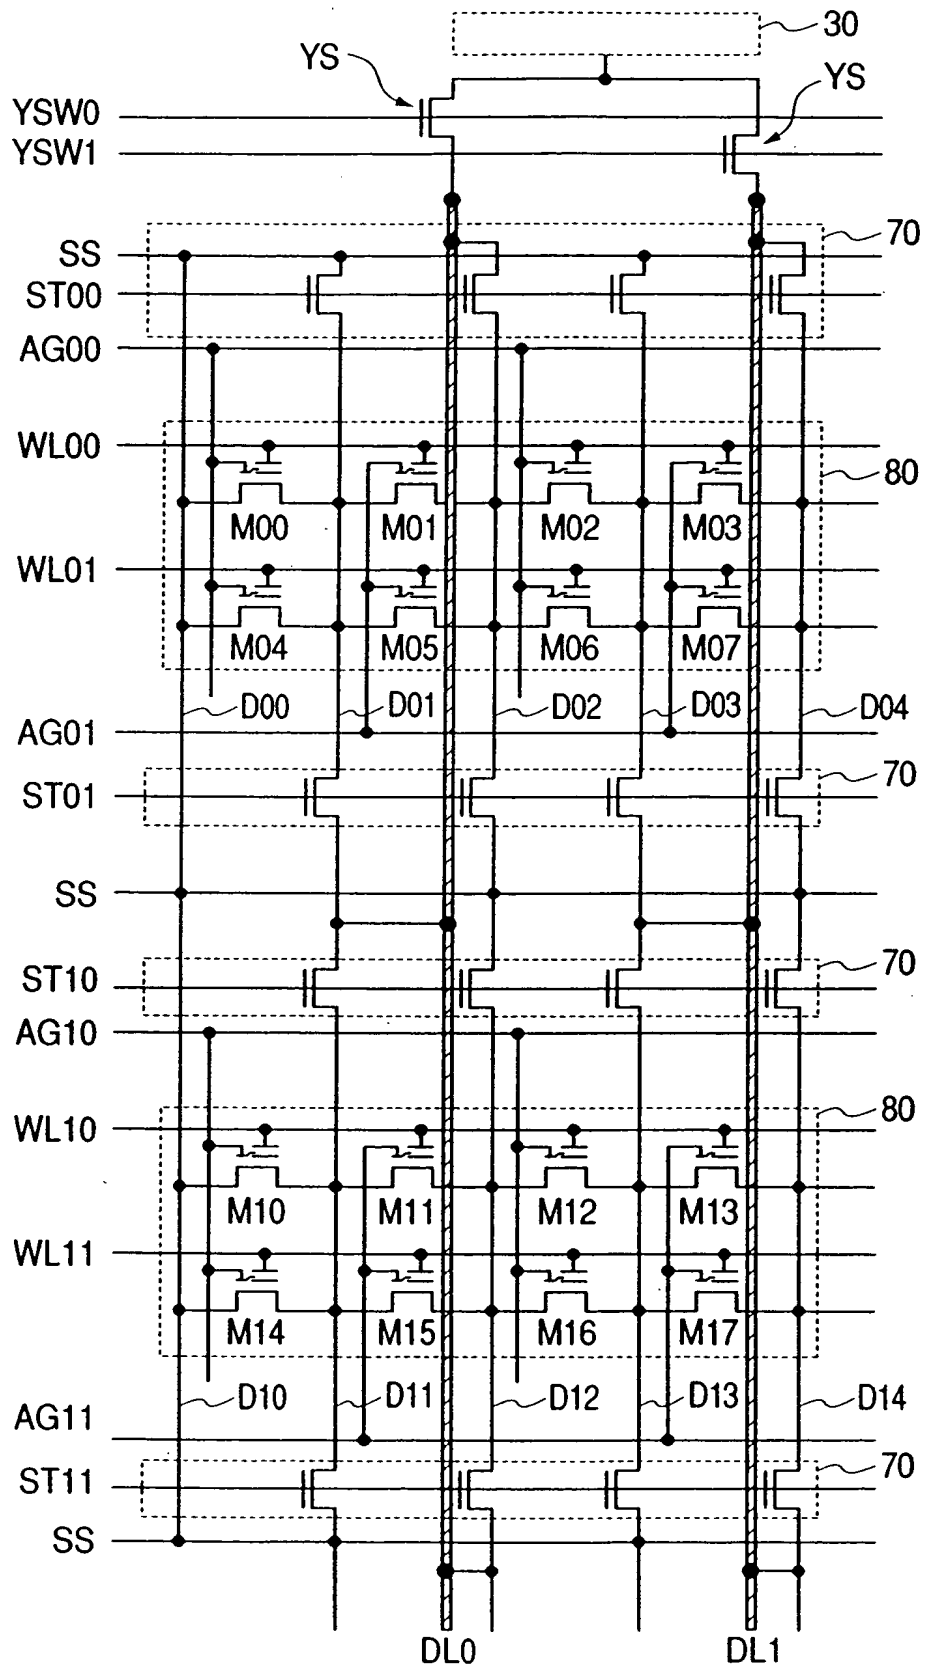 30
YS
YS
YSW0
YSW1
70
SS
ST00
AG00
WL00
80
M00 M01 M02 M03
WL01
M04 M05 M06 M07
D00 D01 D02 D03 D04
AG01
70
ST01
SS
70
ST10
AG10
80
WL10
M10 M11 M12 M13
WL11
M14 M15 M16 M17
D10 D11 D12 D13 D14
AG11
70
ST11
SS
DL0 DL1